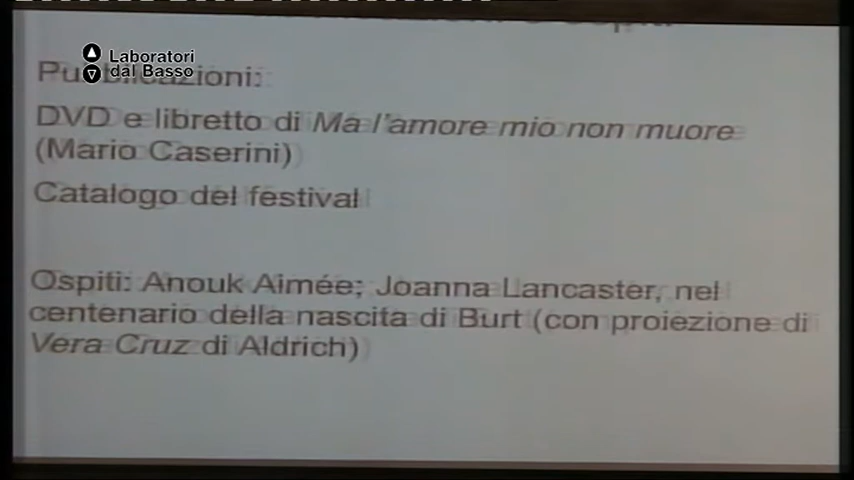 Laboratori
dal Basso
Pubblicazioni:
DVD e libretto di Ma l'amore mio non muore
(Mario Caserini)
Catalogo del festival
Ospiti: Anouk Aimée; Joanna Lancaster, nel
centenario della nascita di Burt (con proiezione di
Vera Cruz di Aldrich)